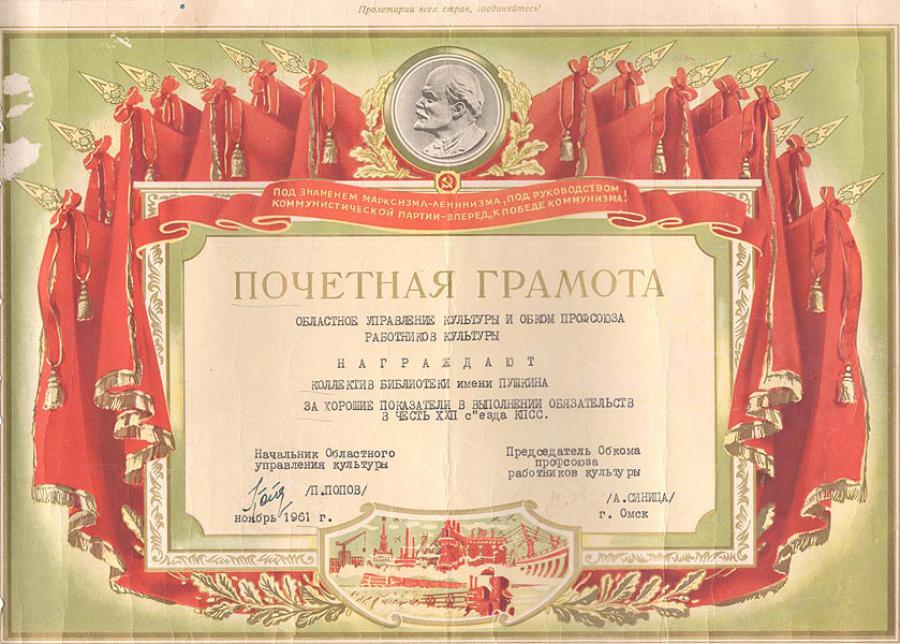 Пролетарии всех стран, соединяйтесь!
ПОД ЗНАМЕНЕМ МАРКСИЗМА-ЛЕНИНИЗМА, ПОД РУКОВОДСТВОМ
КОММУНИСТИЧЕСКОЙ ПАРТИИ-ВПЕРЕД, К ПОБЕДЕ КОММУНИЗМА!
ПОЧЕТНАЯ ГРАМОТА
ОБЛАСТНОЕ УПРАВЛЕНИЕ КУЛЬТУРЫ И ОБКОМ ПРОФСОЮЗА
РАБОТНИКОВ КУЛЬТУРЫ
Н А Г Р А Ж Д А Ю Т
КОЛЛЕКТИВ БИБЛИОТЕКИ имени ПУШКИНА
ЗА ХОРОШИЕ ПОКАЗАТЕЛИ В ВЫПОЛНЕНИИ ОБЯЗАТЕЛЬСТВ
В ЧЕСТЬ ХХП с"езда КПСС.
Начальник Областного
управления культуры
/П.ПОПОВ/
ноябрь 1961 г.
Председатель Обкома
профсоюза
работников культуры
/А.СИНИЦА/
г. Омск